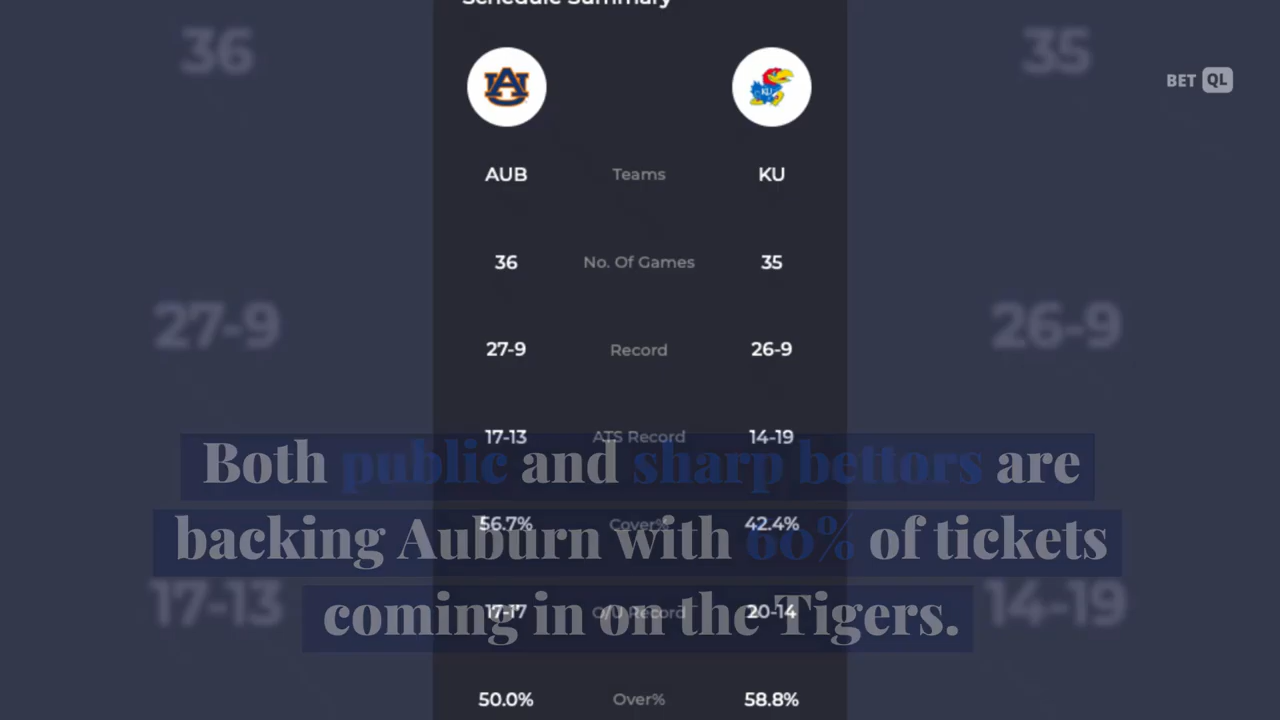 Schedule Summary
36
35
BET QL
AUB Teams KU
36 No. Of Games 35
27-9 Record 26-9
27-9
26-9
17-13 ATS Record 14-19
Both public and sharp bettors are
56.7% Cover% 42.4%
backing Auburn with 60% of tickets
17-13
14-19
17-17 O/U Record 20-14
coming in on the Tigers.
50.0% Over% 58.8%